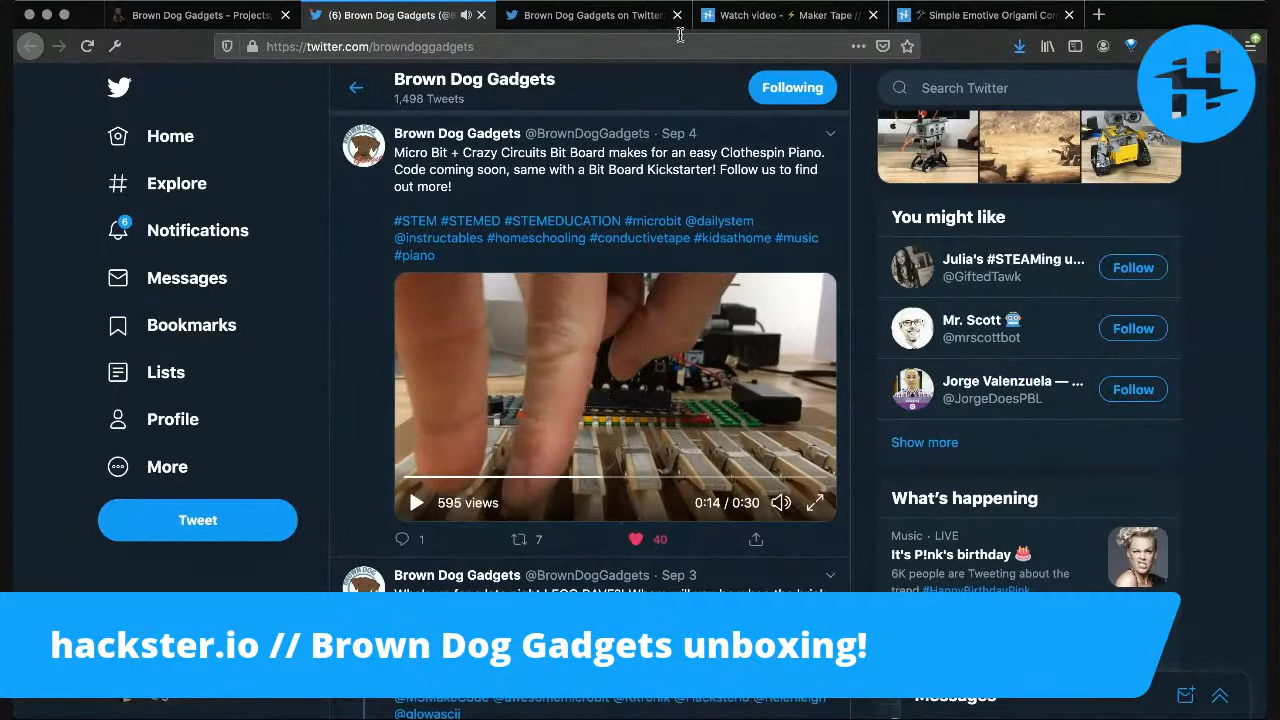 Brown Dog Gadgets – Projects,
(6) Brown Dog Gadgets (@B
Brown Dog Gadgets on Twitter:
Watch video - ⚡ Maker Tape //
Simple Emotive Origami Con
https://twitter.com/browndoggadgets
Home
Explore
6
Notifications
Messages
Bookmarks
Lists
Profile
More
Tweet
Brown Dog Gadgets
1,498 Tweets
Following
Brown Dog Gadgets @BrownDogGadgets · Sep 4
Micro Bit + Crazy Circuits Bit Board makes for an easy Clothespin Piano.
Code coming soon, same with a Bit Board Kickstarter! Follow us to find
out more!
#STEM #STEMED #STEMEDUCATION #microbit @dailystem
@instructables #homeschooling #conductivetape #kidsathome #music
#piano
595 views
0:14 / 0:30
1
7
40
Brown Dog Gadgets @BrownDogGadgets · Sep 3
@glowascii
Search Twitter
You might like
Julia's #STEAMing u...
@GiftedTawk
Follow
Mr. Scott
@mrscottbot
Follow
Jorge Valenzuela — ...
@JorgeDoesPBL
Follow
Show more
What's happening
Music · LIVE
It's P!nk's birthday 🎂
6K people are Tweeting about the
trend #HappyBirthdayPink
Messages
hackster.io // Brown Dog Gadgets unboxing!